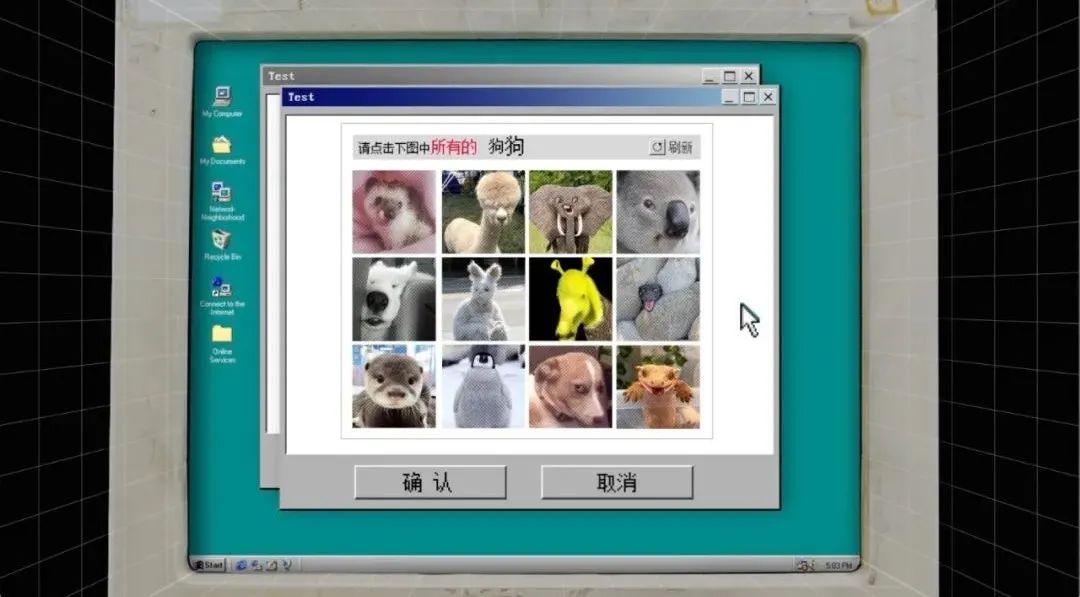 Test
Test
请点击下图中所有的 狗狗
刷新
My Computer
My Documents
Network
Neighborhood
Recycle Bin
Connect to the
Internet
Online
Services
确 认
取消
Start
5:03 PM